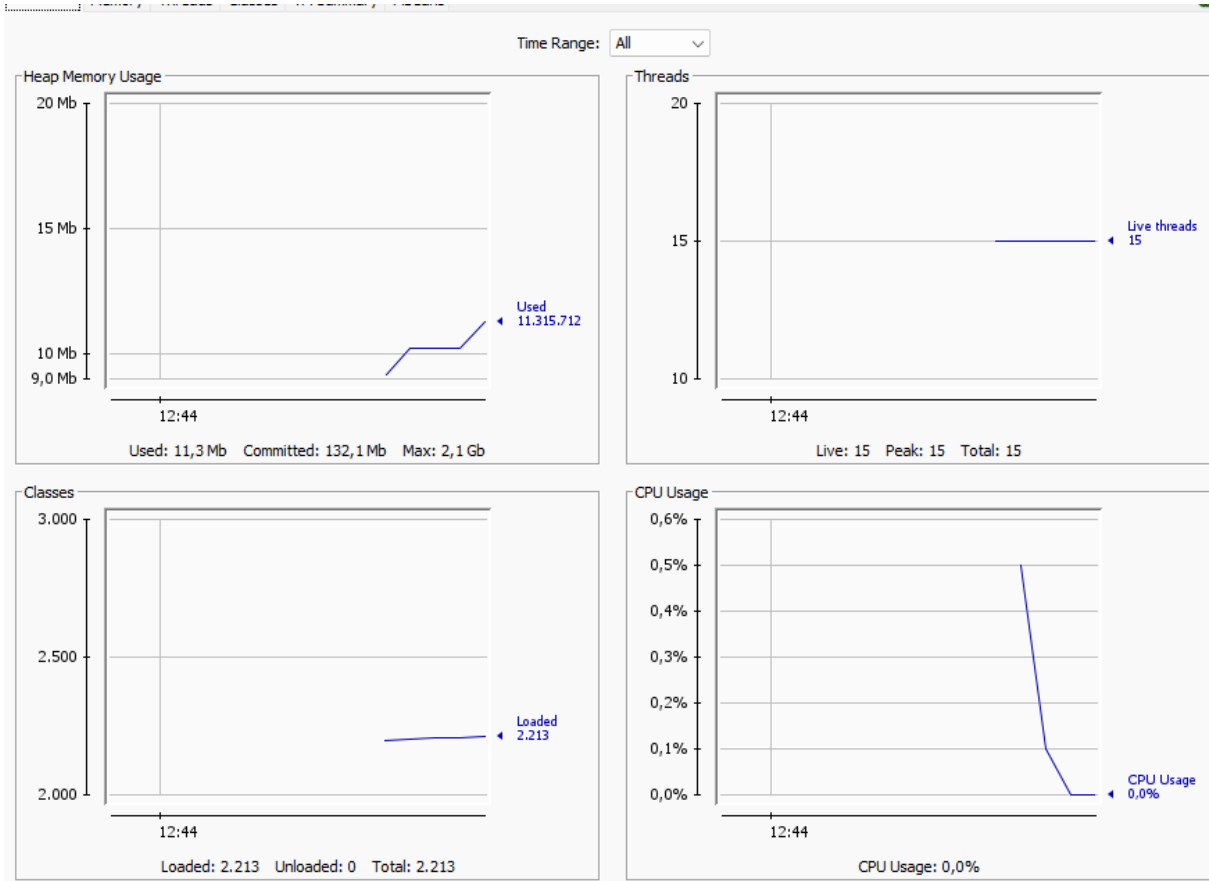 Time Range: All
Heap Memory Usage
20 Mb
15 Mb
10 Mb
9,0 Mb
Used
11.315.712
12:44
Used: 11,3 Mb Committed: 132,1 Mb Max: 2,1 Gb
Threads
20
15
10
Live threads
15
12:44
Live: 15 Peak: 15 Total: 15
Classes
3.000
2.500
2.000
Loaded
2.213
12:44
Loaded: 2.213 Unloaded: 0 Total: 2.213
CPU Usage
0,6%
0,5%
0,4%
0,3%
0,2%
0,1%
0,0%
CPU Usage
0,0%
12:44
CPU Usage: 0,0%